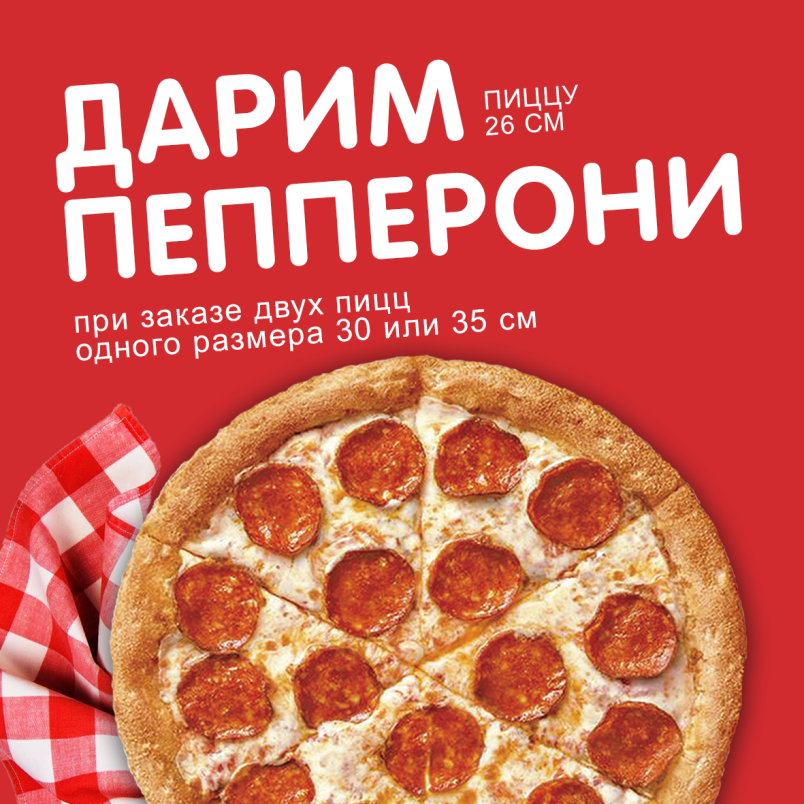 ДАРИМ
ПИЦЦУ
26 СМ
ПЕППЕРОНИ
при заказе двух пицц
одного размера 30 или 35 см